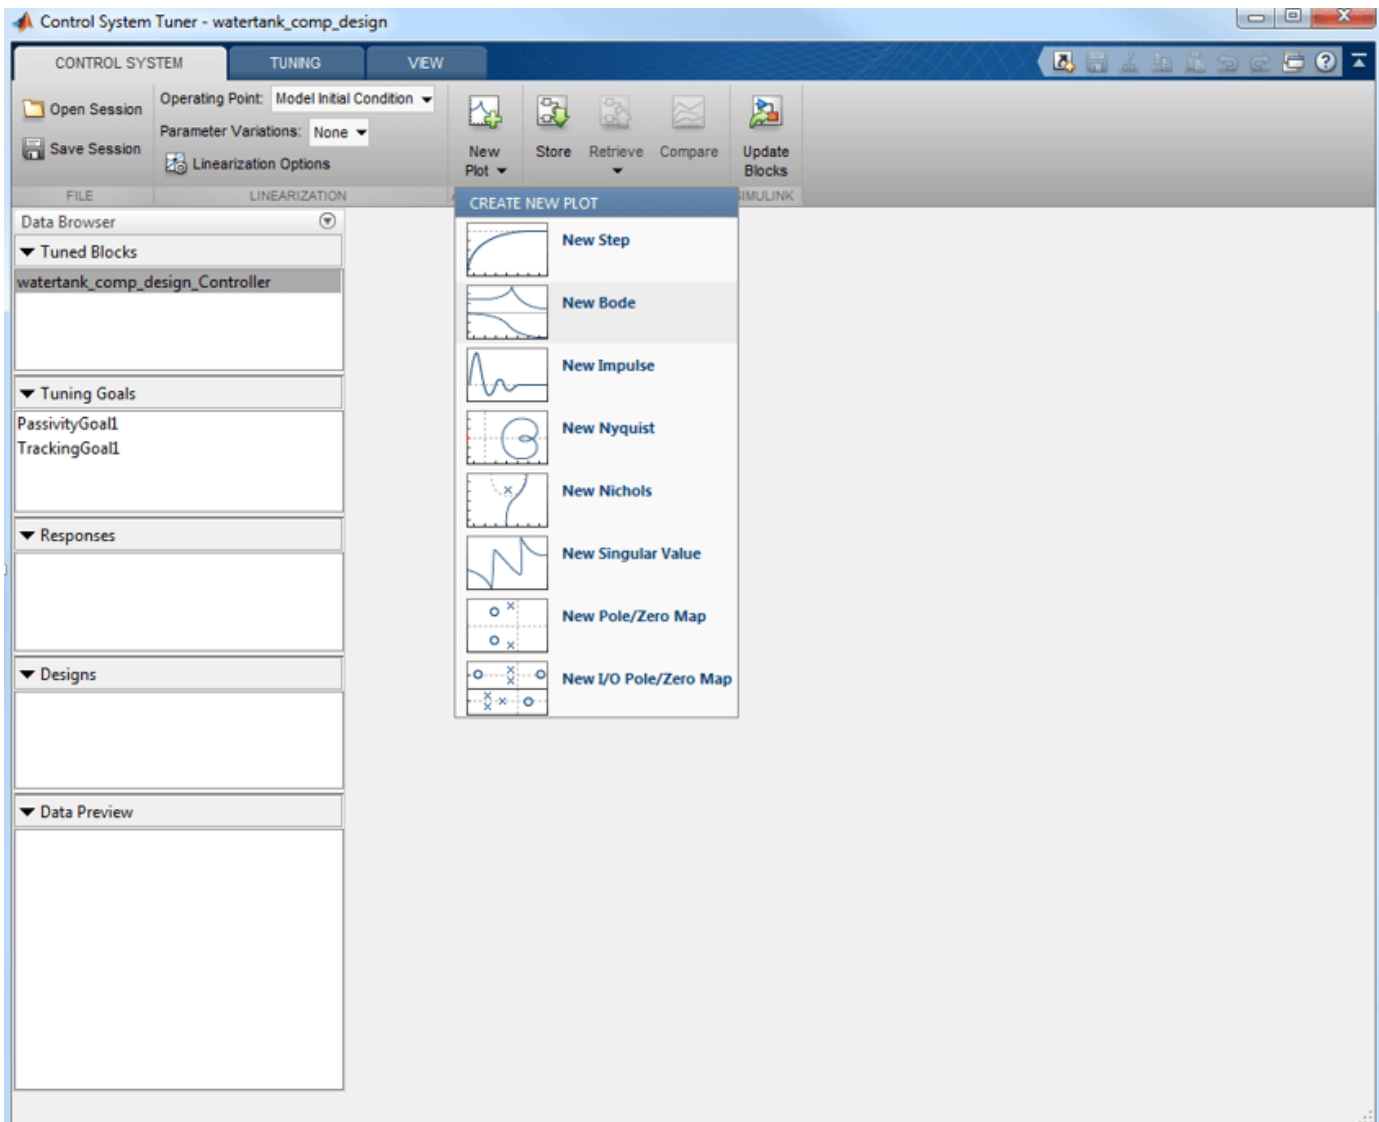 Control System Tuner - watertank_comp_design
CONTROL SYSTEM
TUNING
VIEW
Open Session
Save Session
FILE
Operating Point: Model Initial Condition
Parameter Variations: None
Linearization Options
LINEARIZATION
New
Plot
Store
Retrieve
Compare
Update
Blocks
CREATE NEW PLOT
New Step
New Bode
New Impulse
New Nyquist
New Nichols
New Singular Value
New Pole/Zero Map
New I/O Pole/Zero Map
Data Browser
Tuned Blocks
watertank_comp_design_Controller
Tuning Goals
PassivityGoal1
TrackingGoal1
Responses
Designs
Data Preview